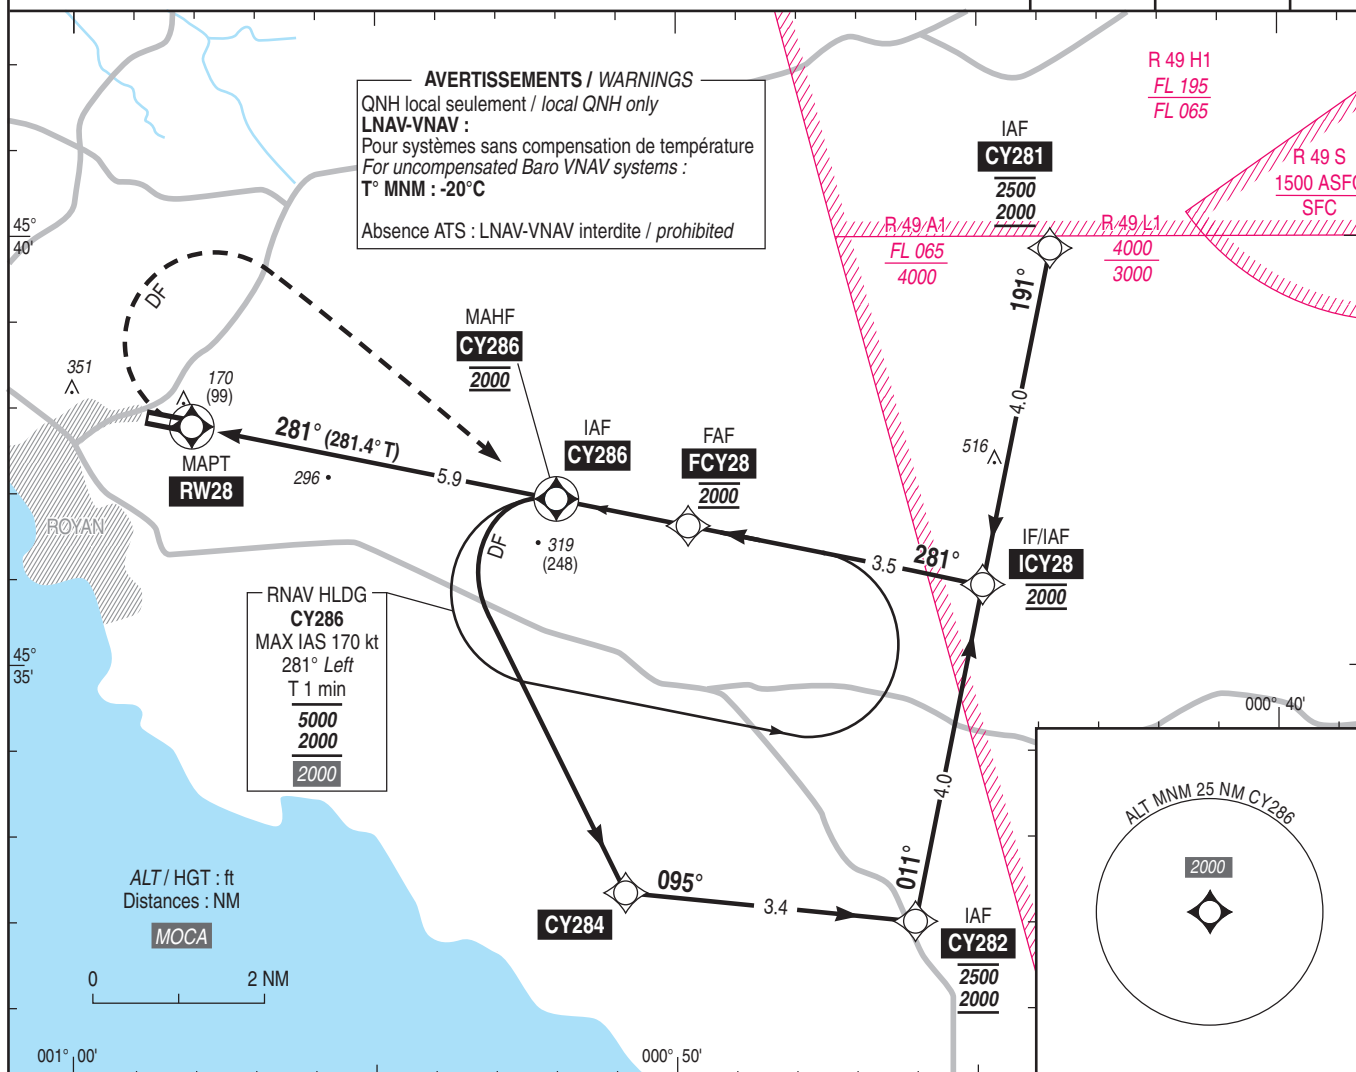 AVERTISSEMENTS / WARNINGS
QNH local seulement / local QNH only
LNAV-VNAV :
Pour systèmes sans compensation de température
For uncompensated Baro VNAV systems :
T° MNM : -20°C
Absence ATS : LNAV-VNAV interdite / prohibited
R 49 H1
FL 195
FL 065
IAF
CY281
2500
2000
R 49 S
1500 ASFC
SFC
R 49 A1
FL 065
4000
R 49 L1
4000
3000
45°
40'
191°
4.0
DF
MAHF
CY286
2000
351
170
(99)
281° (281.4° T)
5.9
296
MAPT
RW28
IAF
CY286
FAF
FCY28
2000
516
ROYAN
DF
319
(248)
3.5
281°
IF/IAF
ICY28
2000
RNAV HLDG
CY286
MAX IAS 170 kt
281° Left
T 1 min
5000
2000
2000
45°
35'
000° 40'
4.0
011°
ALT MNM 25 NM CY286
2000
ALT / HGT : ft
Distances : NM
MOCA
0 2 NM
095°
3.4
CY284
IAF
CY282
2500
2000
001° 00'
000° 50'